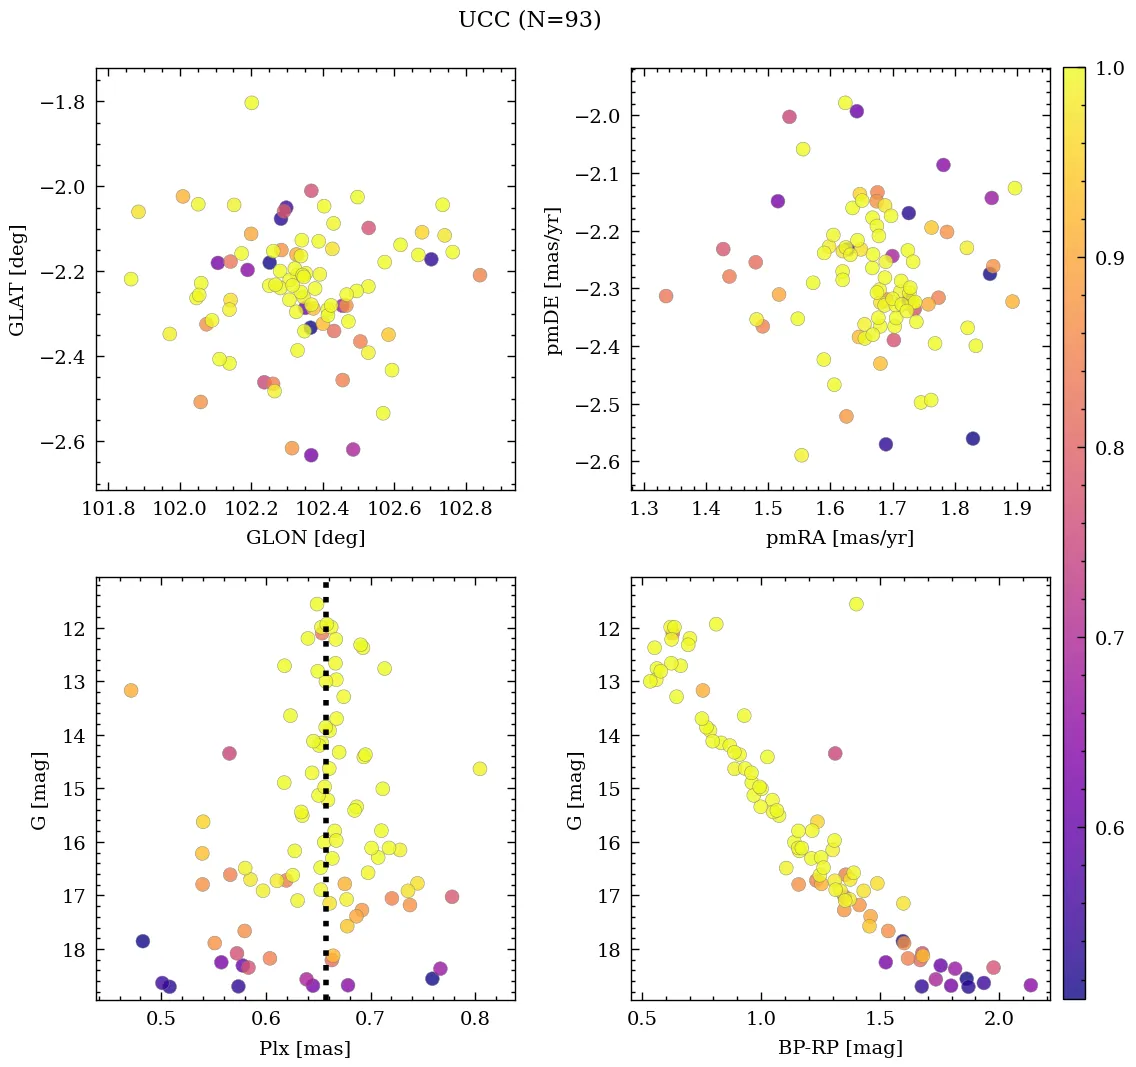 UCC (N=93)
−1.8
−2.0
−2.2
−2.4
−2.6
GLAT [deg]
101.8 102.0 102.2 102.4 102.6 102.8
GLON [deg]
−2.0
−2.1
−2.2
−2.3
−2.4
−2.5
−2.6
pmDE [mas/yr]
1.3 1.4 1.5 1.6 1.7 1.8 1.9
pmRA [mas/yr]
12
13
14
15
16
17
18
G [mag]
0.5 0.6 0.7 0.8
Plx [mas]
12
13
14
15
16
17
18
G [mag]
0.5 1.0 1.5 2.0
BP-RP [mag]
1.0
0.9
0.8
0.7
0.6